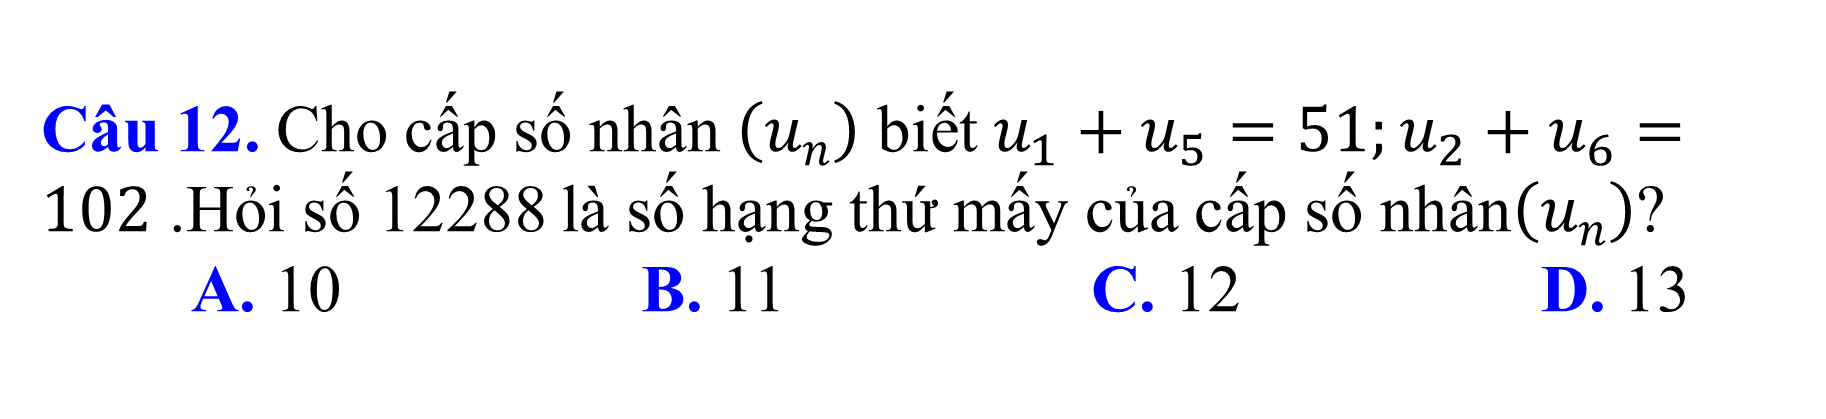 Câu 12. Cho cấp số nhân (uₙ) biết u₁ + u₅ = 51; u₂ + u₆ =
102 .Hỏi số 12288 là số hạng thứ mấy của cấp số nhân(uₙ)?
A. 10 B. 11 C. 12 D. 13